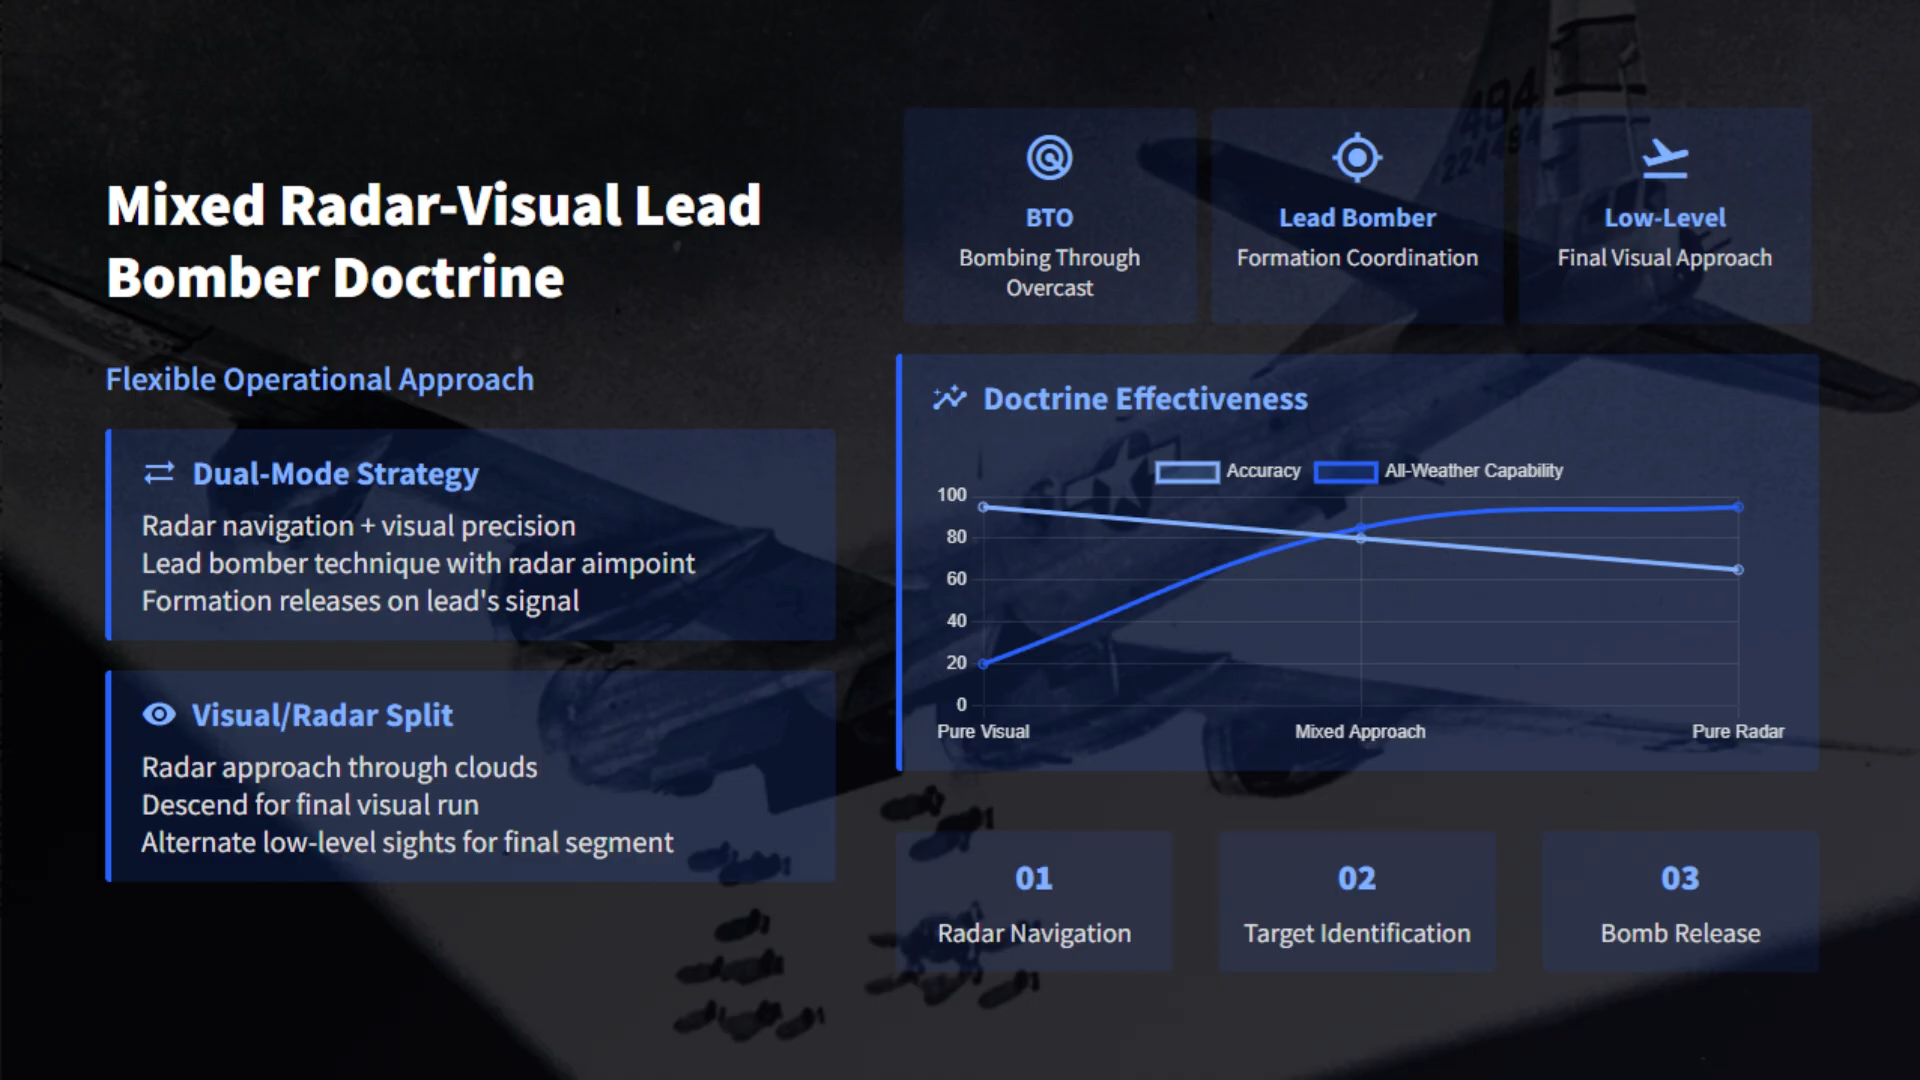 Mixed Radar-Visual Lead
Bomber Doctrine
Flexible Operational Approach
Dual-Mode Strategy
Radar navigation + visual precision
Lead bomber technique with radar aimpoint
Formation releases on lead's signal
Visual/Radar Split
Radar approach through clouds
Descend for final visual run
Alternate low-level sights for final segment
BTO
Bombing Through
Overcast
Lead Bomber
Formation Coordination
Low-Level
Final Visual Approach
Doctrine Effectiveness
Accuracy
All-Weather Capability
100
80
60
40
20
0
Pure Visual
Mixed Approach
Pure Radar
01
Radar Navigation
02
Target Identification
03
Bomb Release